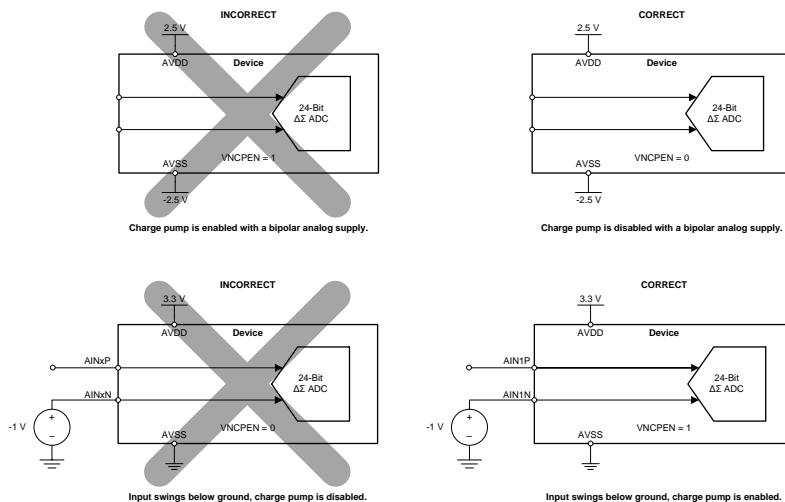 INCORRECT
2.5 V
AVDD
Device
24-Bit
ΔΣ ADC
AVSS
VNCPEN = 1
-2.5 V
Charge pump is enabled with a bipolar analog supply.
CORRECT
2.5 V
AVDD
Device
24-Bit
ΔΣ ADC
AVSS
VNCPEN = 0
-2.5 V
Charge pump is disabled with a bipolar analog supply.
INCORRECT
3.3 V
AVDD
Device
AINxP
24-Bit
ΔΣ ADC
AINxN
-1 V
+
−
AVSS
VNCPEN = 0
Input swings below ground, charge pump is disabled.
CORRECT
3.3 V
AVDD
Device
AIN1P
24-Bit
ΔΣ ADC
AIN1N
-1 V
+
−
AVSS
VNCPEN = 1
Input swings below ground, charge pump is enabled.